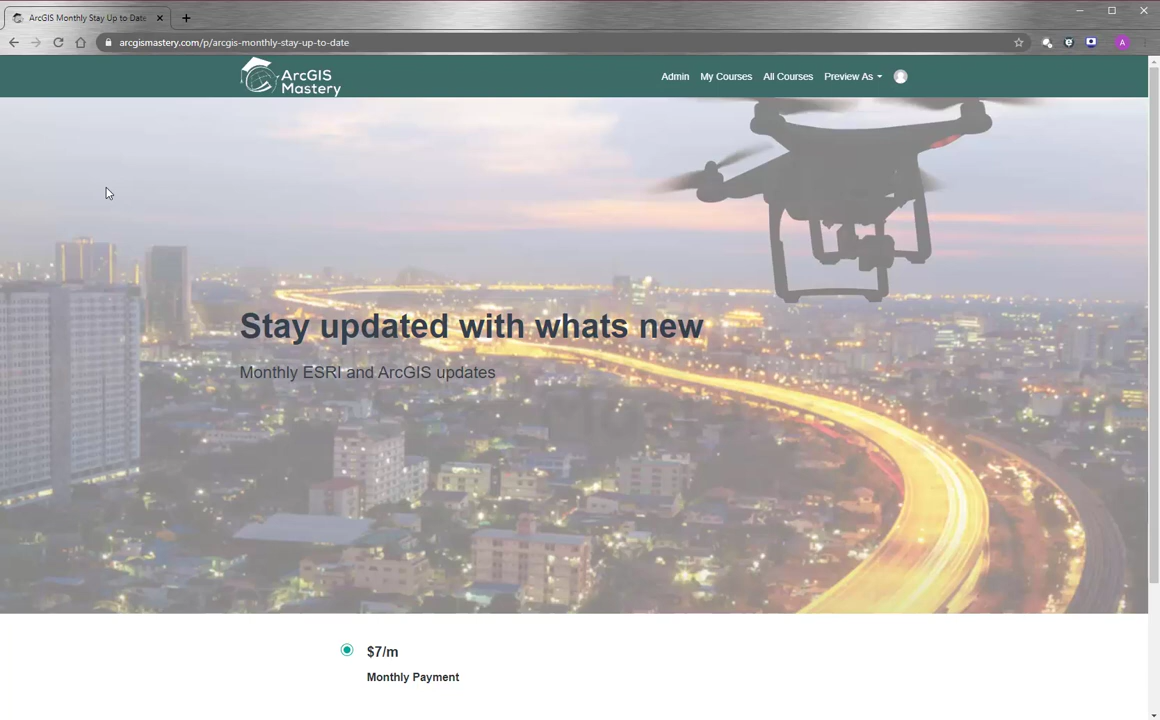 ArcGIS Monthly Stay Up to Date
arcgismastery.com/p/arcgis-monthly-stay-up-to-date
A
ArcGIS
Mastery
Admin
My Courses
All Courses
Preview As
Stay updated with whats new
Monthly ESRI and ArcGIS updates
$7/m
Monthly Payment